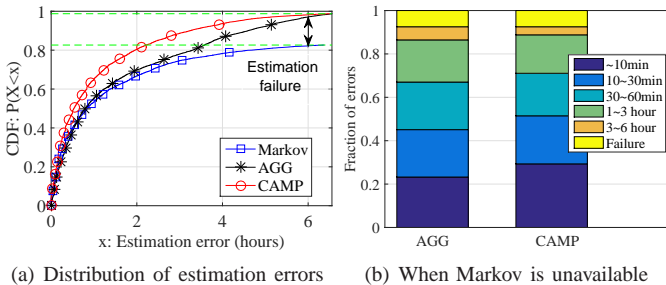 CDF: P(X<x)
1
0.8
0.6
0.4
0.2
0
Estimation
failure
Markov
AGG
CAMP
0
2
4
6
x: Estimation error (hours)
(a) Distribution of estimation errors
Fraction of errors
1
0.8
0.6
0.4
0.2
0
~10min
10~30min
30~60min
1~3 hour
3~6 hour
Failure
AGG
CAMP
(b) When Markov is unavailable